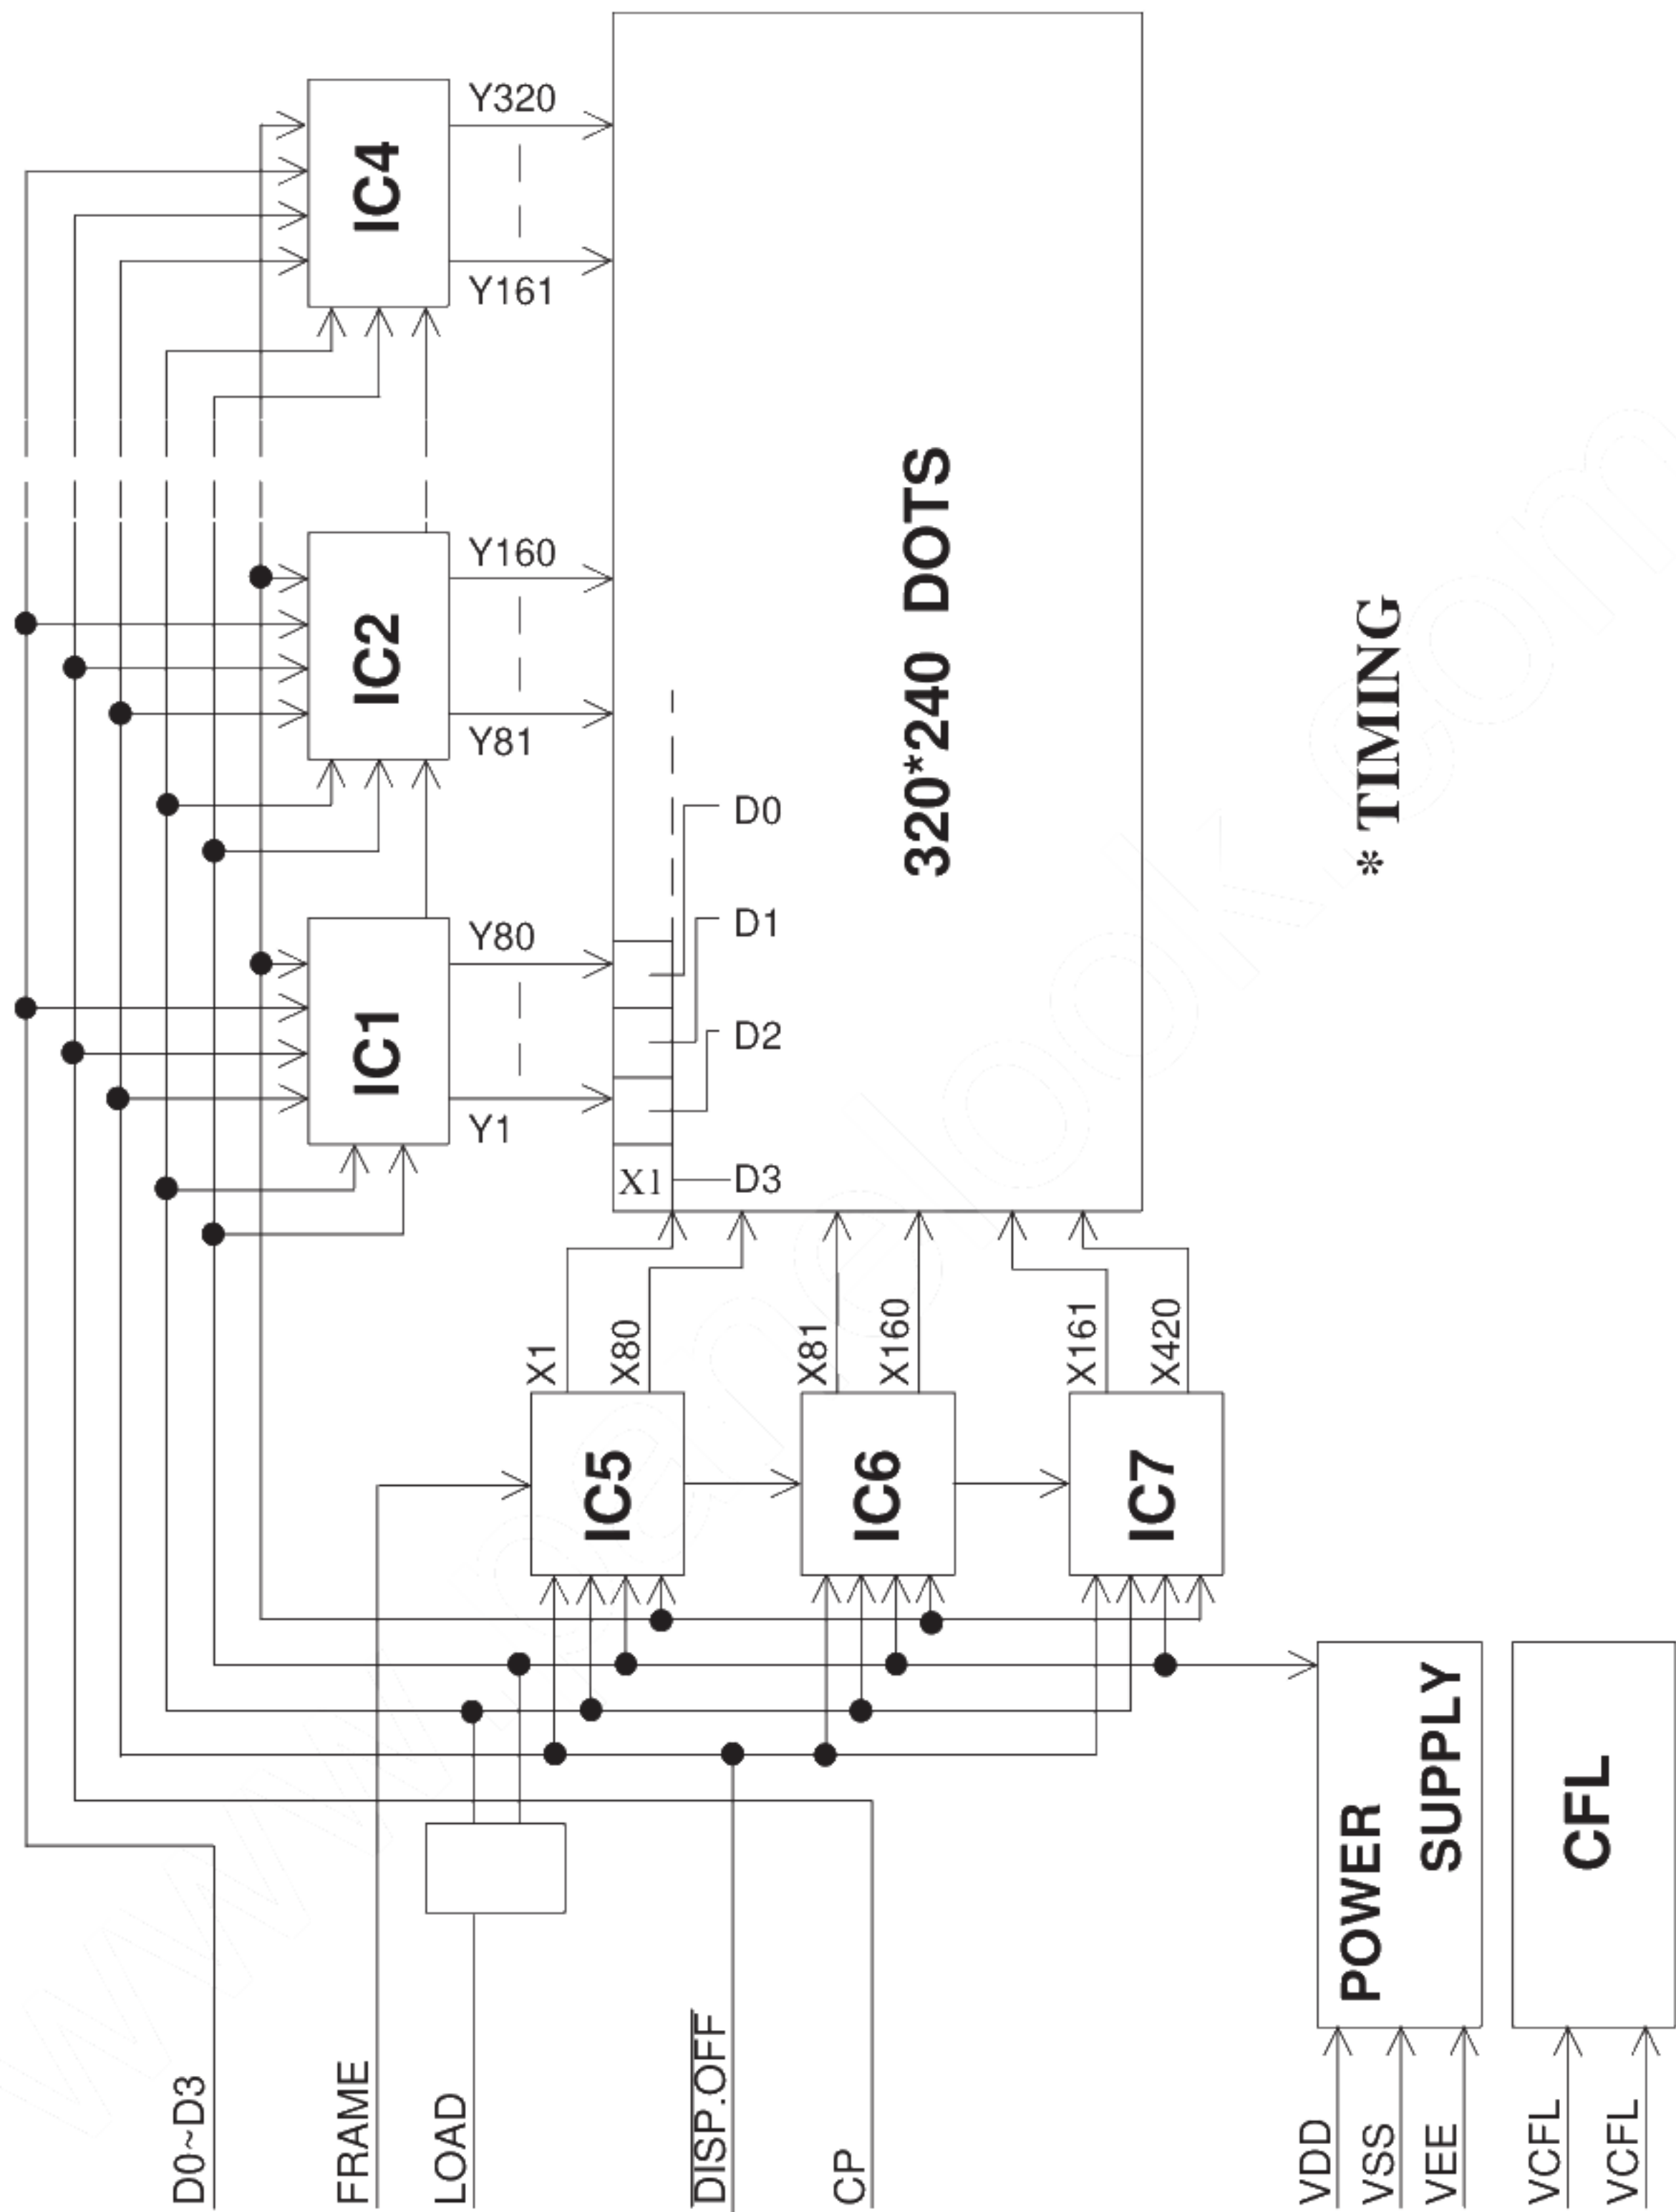 D0~D3
FRAME
LOAD
DISP.OFF
CP
VDD
VSS
VEE
VCFL
VCFL
IC1
IC2
IC4
Y1
Y80
Y81
Y160
Y161
Y320
IC5
IC6
IC7
X1
X80
X81
X160
X161
X420
X1
D3
D2
D1
D0
320*240 DOTS
POWER
SUPPLY
CFL
* TIMING